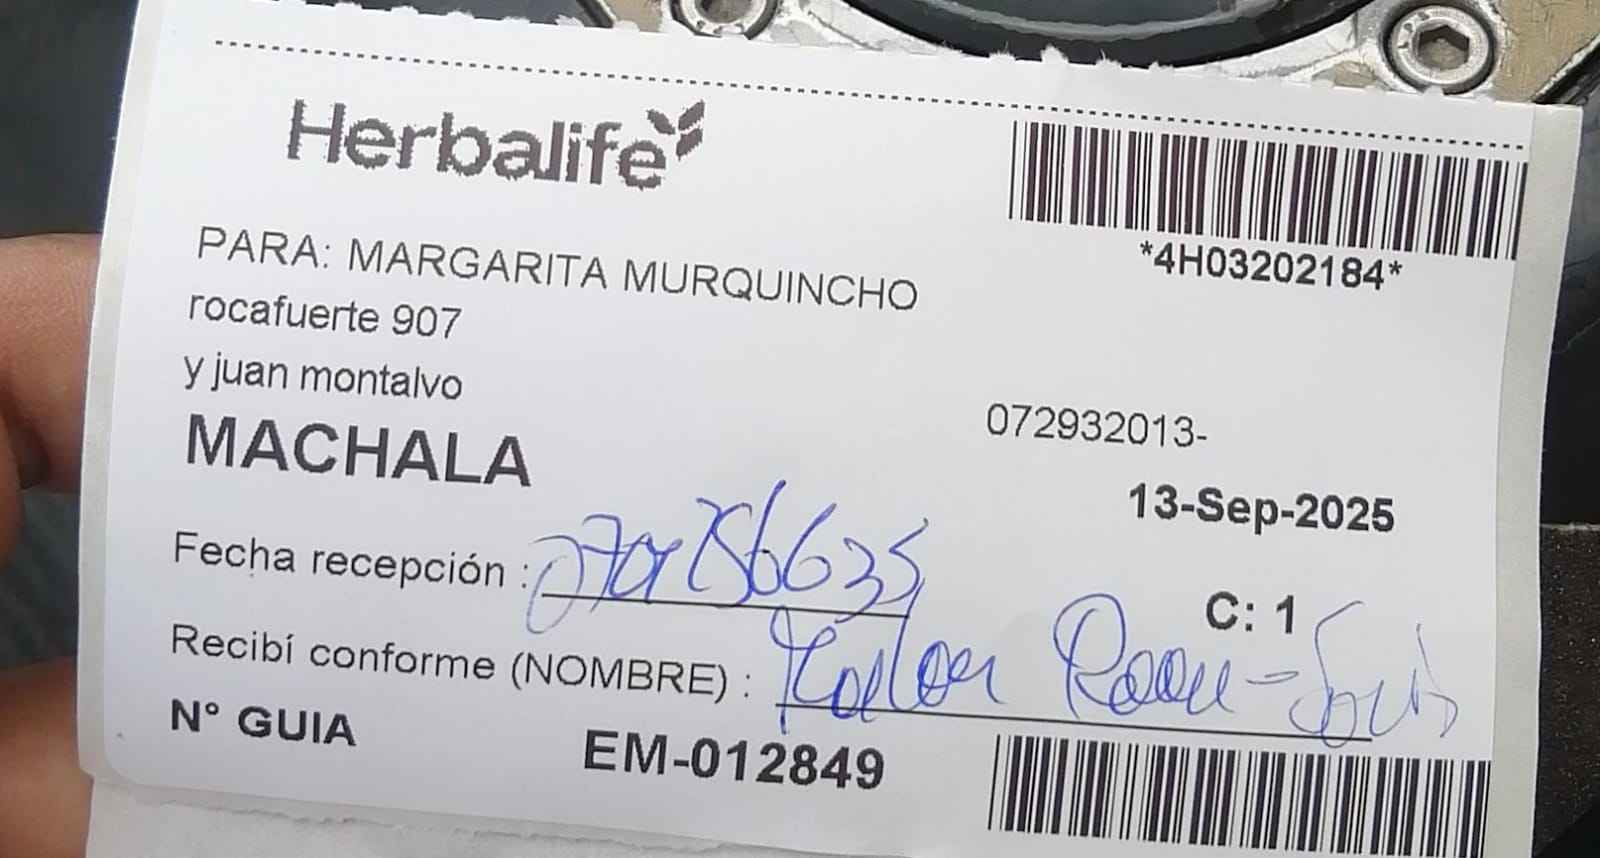 Herbalife
*4H03202184*
PARA: MARGARITA MURQUINCHO
rocafuerte 907
y juan montalvo
072932013-
MACHALA
13-Sep-2025
Fecha recepción :
C: 1
Recibí conforme (NOMBRE) :
N° GUIA EM-012849